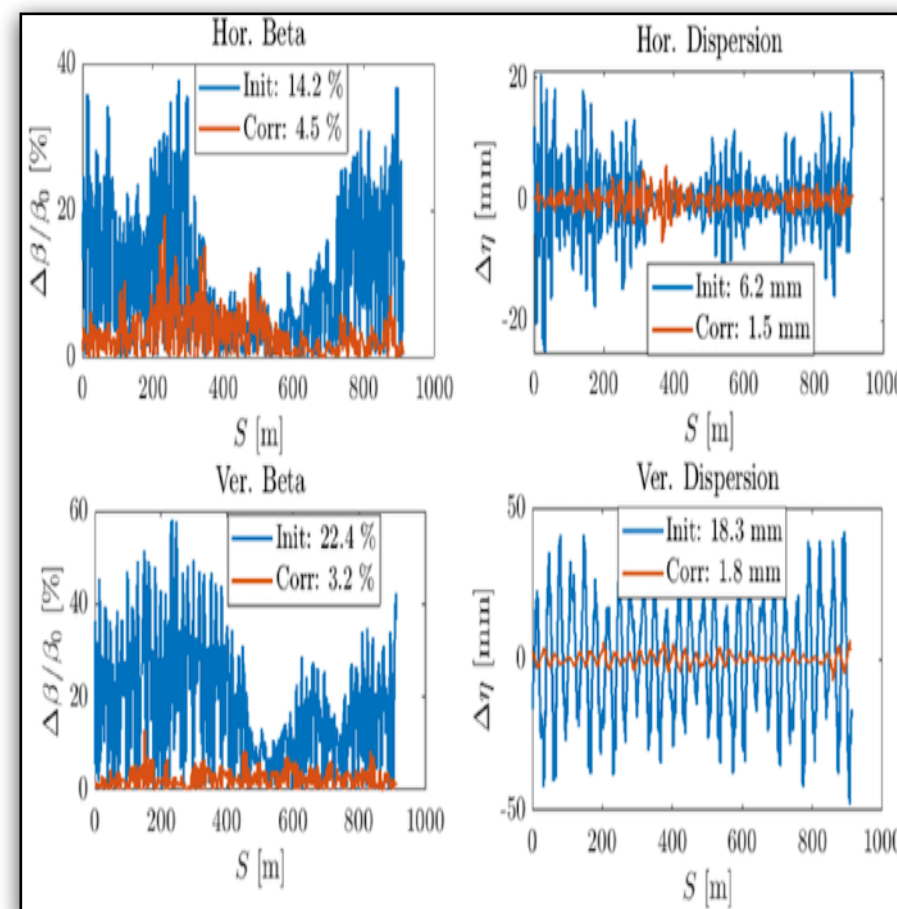 Hor. Beta
40
20
0
Δβ/β₀ [%]
Init: 14.2 %
Corr: 4.5 %
0 200 400 600 800 1000
S [m]
Hor. Dispersion
20
0
-20
Δη [mm]
Init: 6.2 mm
Corr: 1.5 mm
0 200 400 600 800 1000
S [m]
Ver. Beta
60
40
20
0
Δβ/β₀ [%]
Init: 22.4 %
Corr: 3.2 %
0 200 400 600 800 1000
S [m]
Ver. Dispersion
50
0
-50
Δη [mm]
Init: 18.3 mm
Corr: 1.8 mm
0 200 400 600 800 1000
S [m]